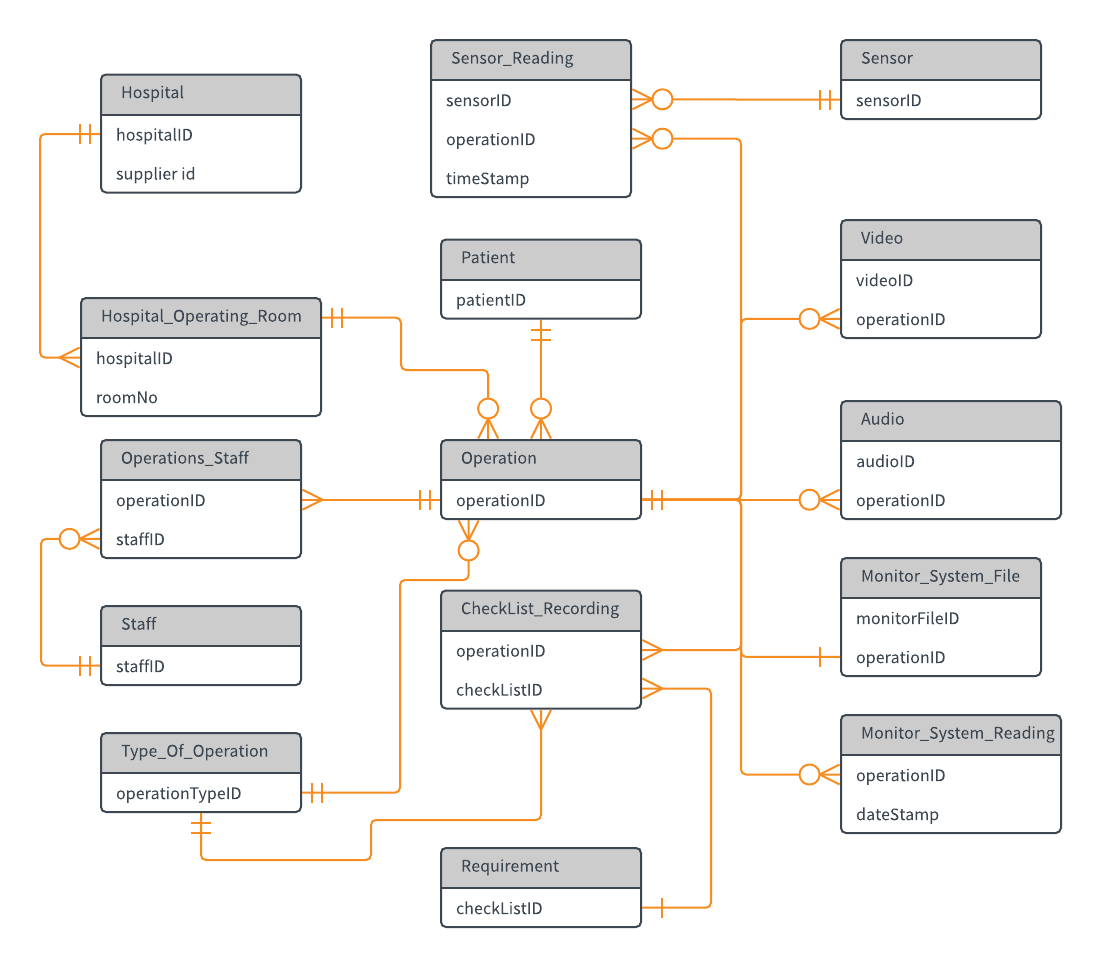 Hospital
hospitalID
supplier id
Sensor_Reading
sensorID
operationID
timeStamp
Sensor
sensorID
Patient
patientID
Video
videoID
operationID
Hospital_Operating_Room
hospitalID
roomNo
Operations_Staff
operationID
staffID
Operation
operationID
Audio
audioID
operationID
Staff
staffID
CheckList_Recording
operationID
checkListID
Monitor_System_File
monitorFileID
operationID
Type_Of_Operation
operationTypeID
Monitor_System_Reading
operationID
dateStamp
Requirement
checkListID